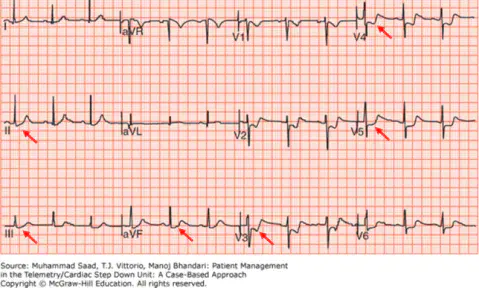 I aVR V1 V4
II aVL V2 V5
III aVF V3 V6
Source: Muhammad Saad, T.J. Vittorio, Manoj Bhandari: Patient Management
in the Telemetry/Cardiac Step Down Unit: A Case-Based Approach
Copyright © McGraw-Hill Education. All rights reserved.